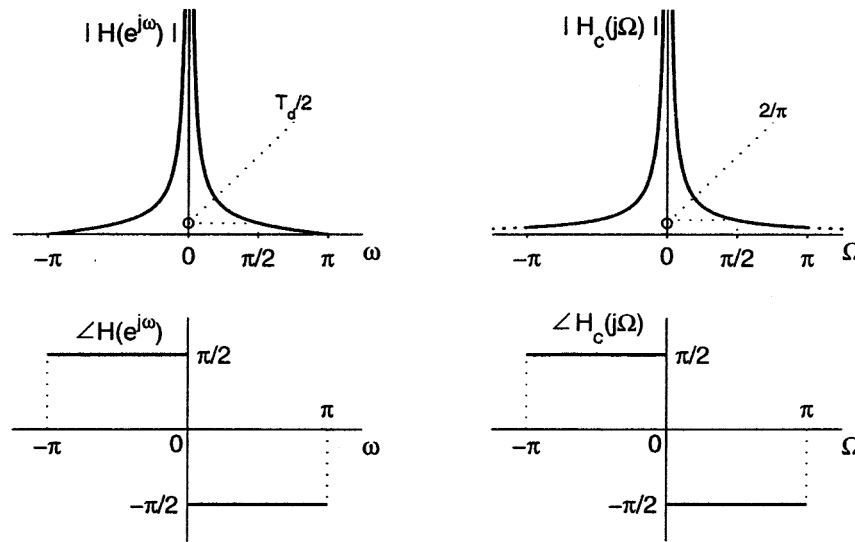 | H(e^{jω}) |
T_d/2
−π 0 π/2 π ω
| H_c(jΩ) |
2/π
−π 0 π/2 π Ω
∠H(e^{jω})
π/2
π
−π 0 ω
−π/2
∠H_c(jΩ)
π/2
π
−π 0 Ω
−π/2